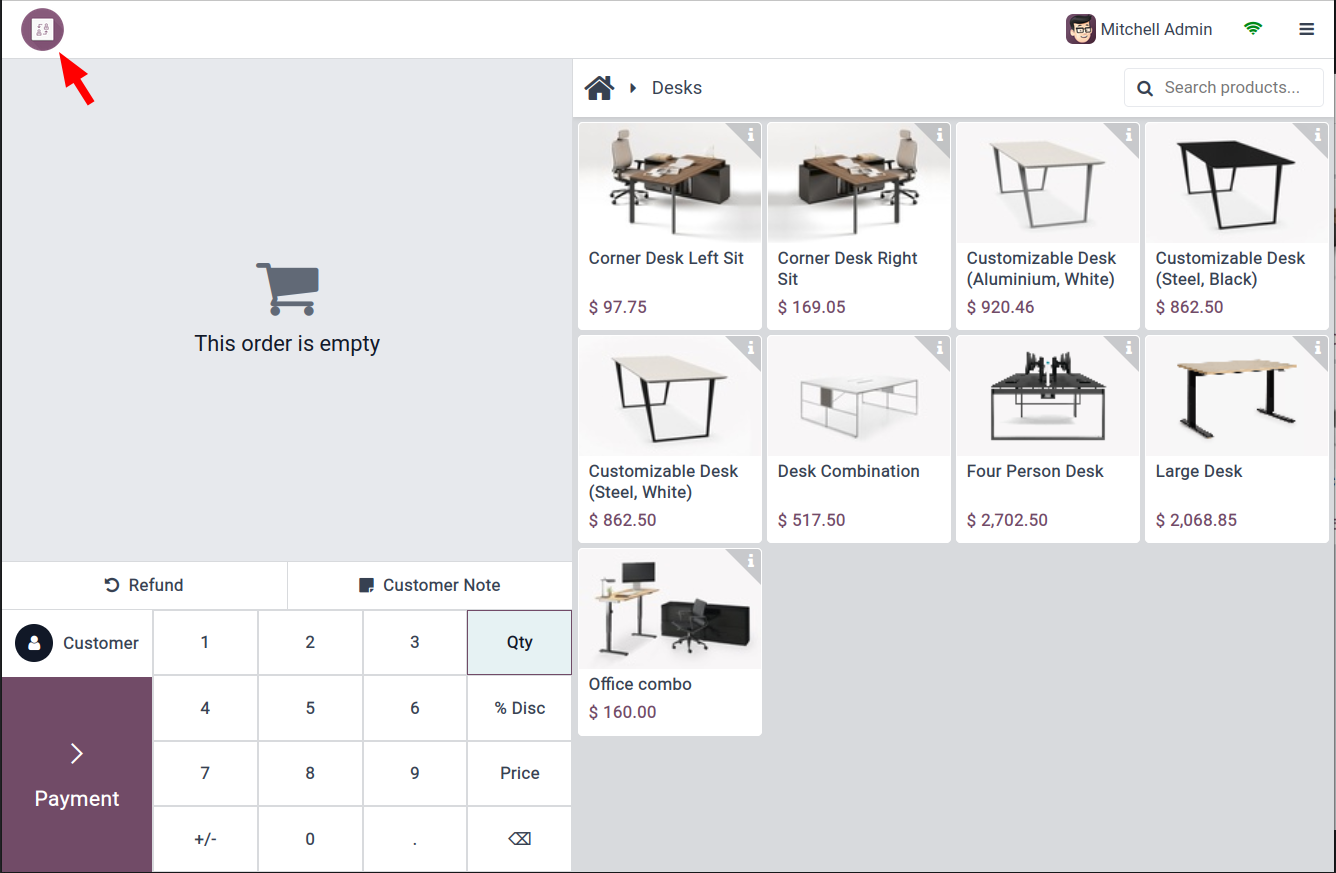 Mitchell Admin
Desks
Search products...
Corner Desk Left Sit
$ 97.75
Corner Desk Right
Sit
$ 169.05
Customizable Desk
(Aluminium, White)
$ 920.46
Customizable Desk
(Steel, Black)
$ 862.50
Customizable Desk
(Steel, White)
$ 862.50
Desk Combination
$ 517.50
Four Person Desk
$ 2,702.50
Large Desk
$ 2,068.85
Office combo
$ 160.00
This order is empty
Refund
Customer Note
Customer
1 2 3 Qty
4 5 6 % Disc
7 8 9 Price
+/- 0 . ⌫
Payment